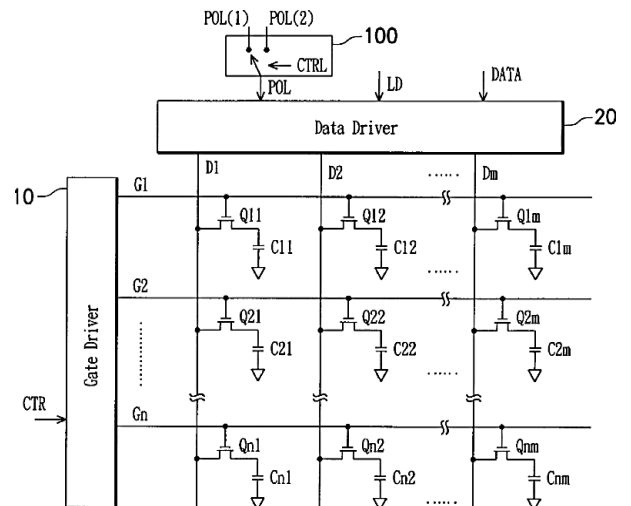 POL(1) POL(2)
100
CTRL
POL
LD
DATA
Data Driver
20
D1 D2 ...... Dm
10
G1
Q11 Q12 Q1m
C11 C12 C1m
......
G2
Q21 Q22 Q2m
C21 C22 C2m
......
Gate Driver
CTR
Gn
Qn1 Qn2 Qnm
Cn1 Cn2 Cnm
......